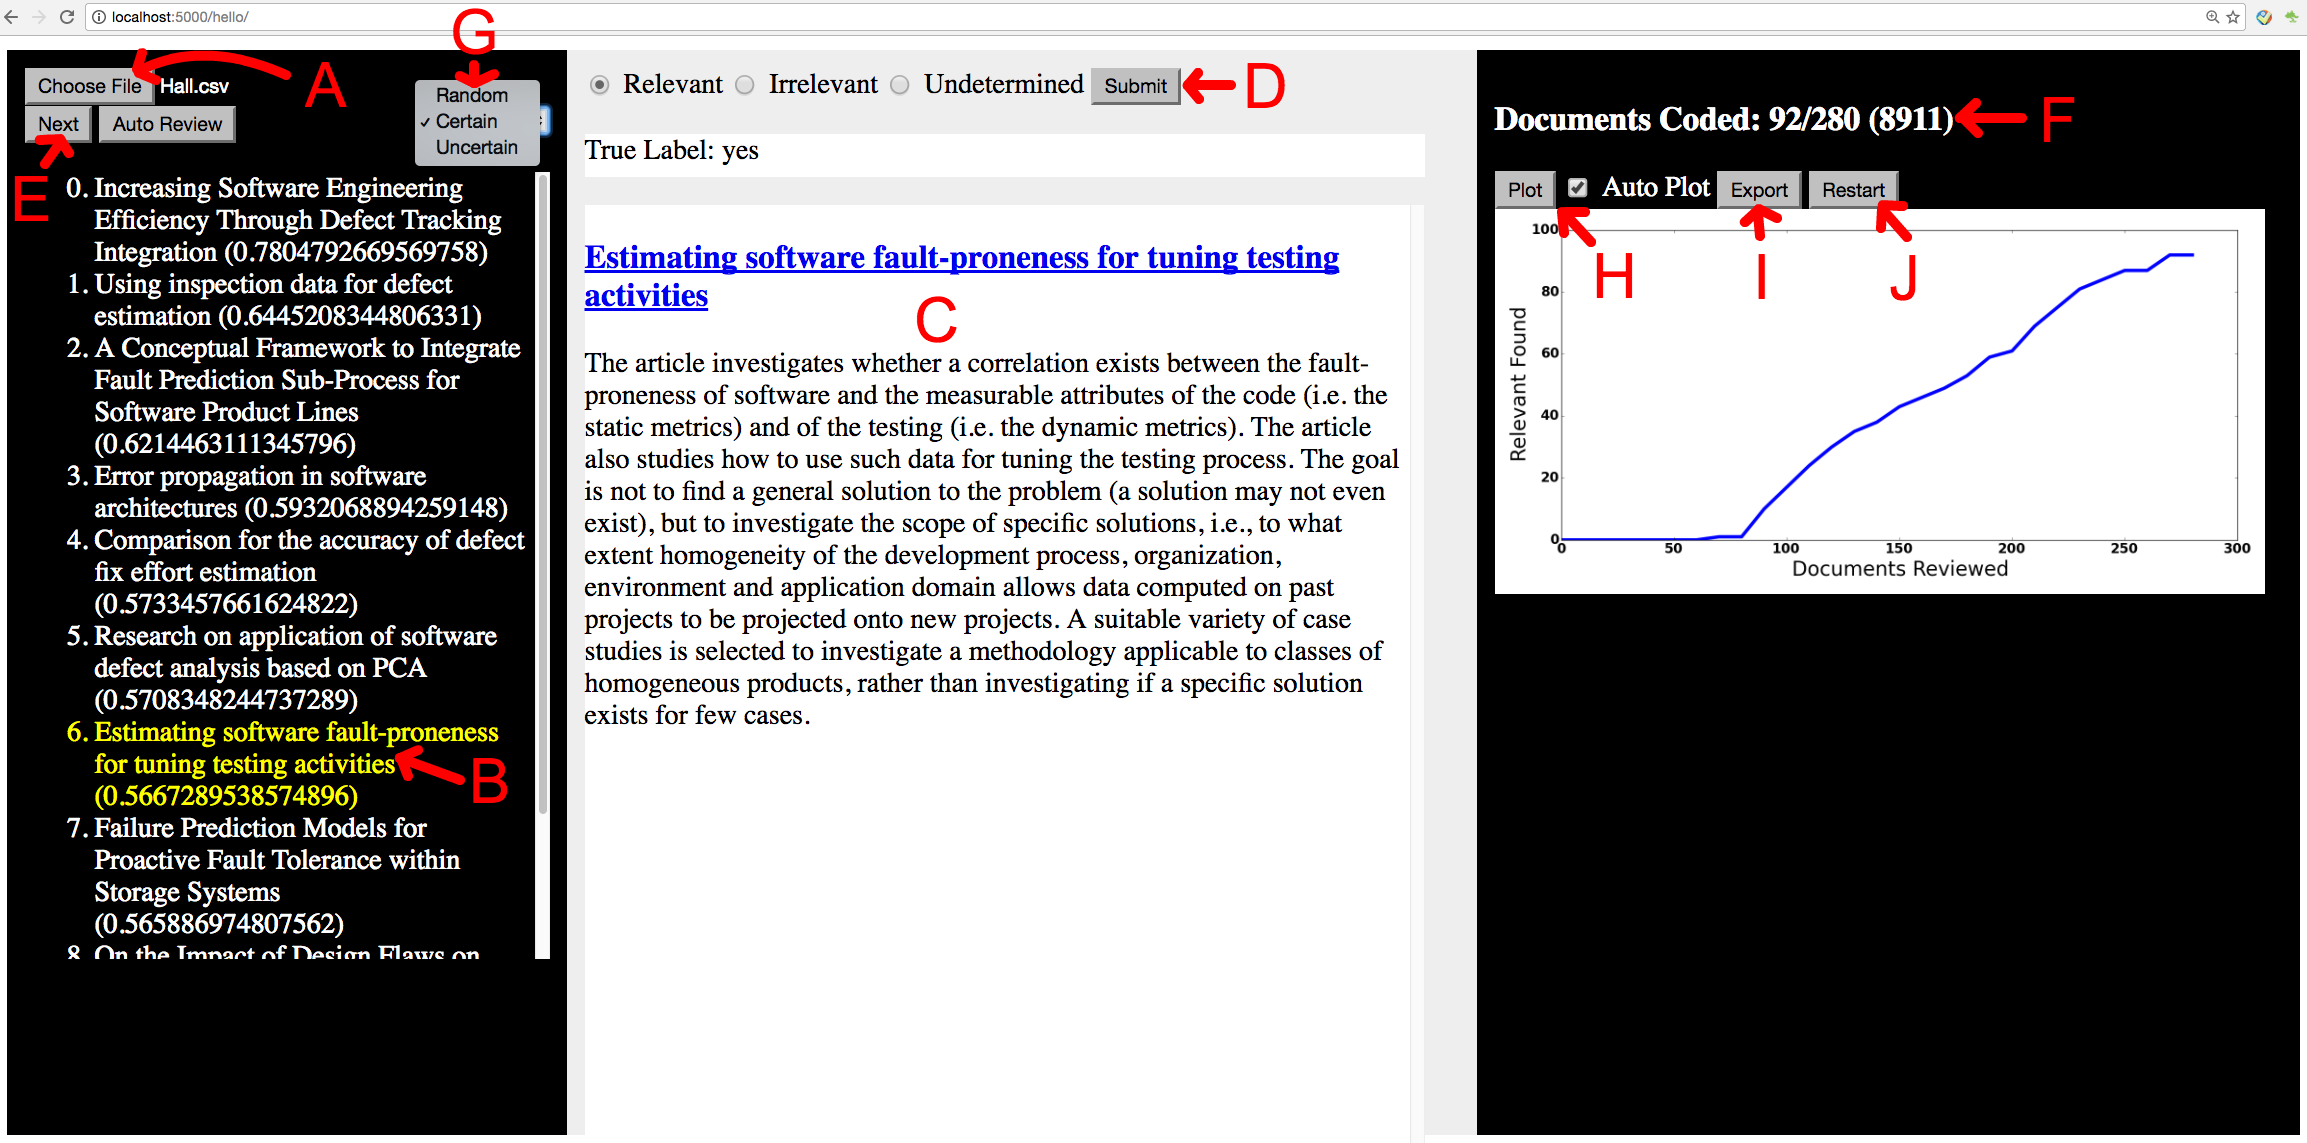 localhost:5000/hello/
G
A
Choose File Hall.csv
Next Auto Review
Random
✓ Certain
Uncertain
E
0. Increasing Software Engineering
Efficiency Through Defect Tracking
Integration (0.7804792669569758)
1. Using inspection data for defect
estimation (0.6445208344806331)
2. A Conceptual Framework to Integrate
Fault Prediction Sub-Process for
Software Product Lines
(0.6214463111345796)
3. Error propagation in software
architectures (0.5932068894259148)
4. Comparison for the accuracy of defect
fix effort estimation
(0.5733457661624822)
5. Research on application of software
defect analysis based on PCA
(0.5708348244737289)
6. Estimating software fault-proneness
for tuning testing activities
(0.5667289538574896)
B
7. Failure Prediction Models for
Proactive Fault Tolerance within
Storage Systems
(0.565886974807562)
8. On the Impact of Design Flaws on
Relevant Irrelevant Undetermined Submit
D
True Label: yes
Estimating software fault-proneness for tuning testing
activities
C
The article investigates whether a correlation exists between the fault-
proneness of software and the measurable attributes of the code (i.e. the
static metrics) and of the testing (i.e. the dynamic metrics). The article
also studies how to use such data for tuning the testing process. The goal
is not to find a general solution to the problem (a solution may not even
exist), but to investigate the scope of specific solutions, i.e., to what
extent homogeneity of the development process, organization,
environment and application domain allows data computed on past
projects to be projected onto new projects. A suitable variety of case
studies is selected to investigate a methodology applicable to classes of
homogeneous products, rather than investigating if a specific solution
exists for few cases.
Documents Coded: 92/280 (8911)
F
Plot Auto Plot Export Restart
H
I
J
100
80
60
40
20
0
Relevant Found
0 50 100 150 200 250 300
Documents Reviewed